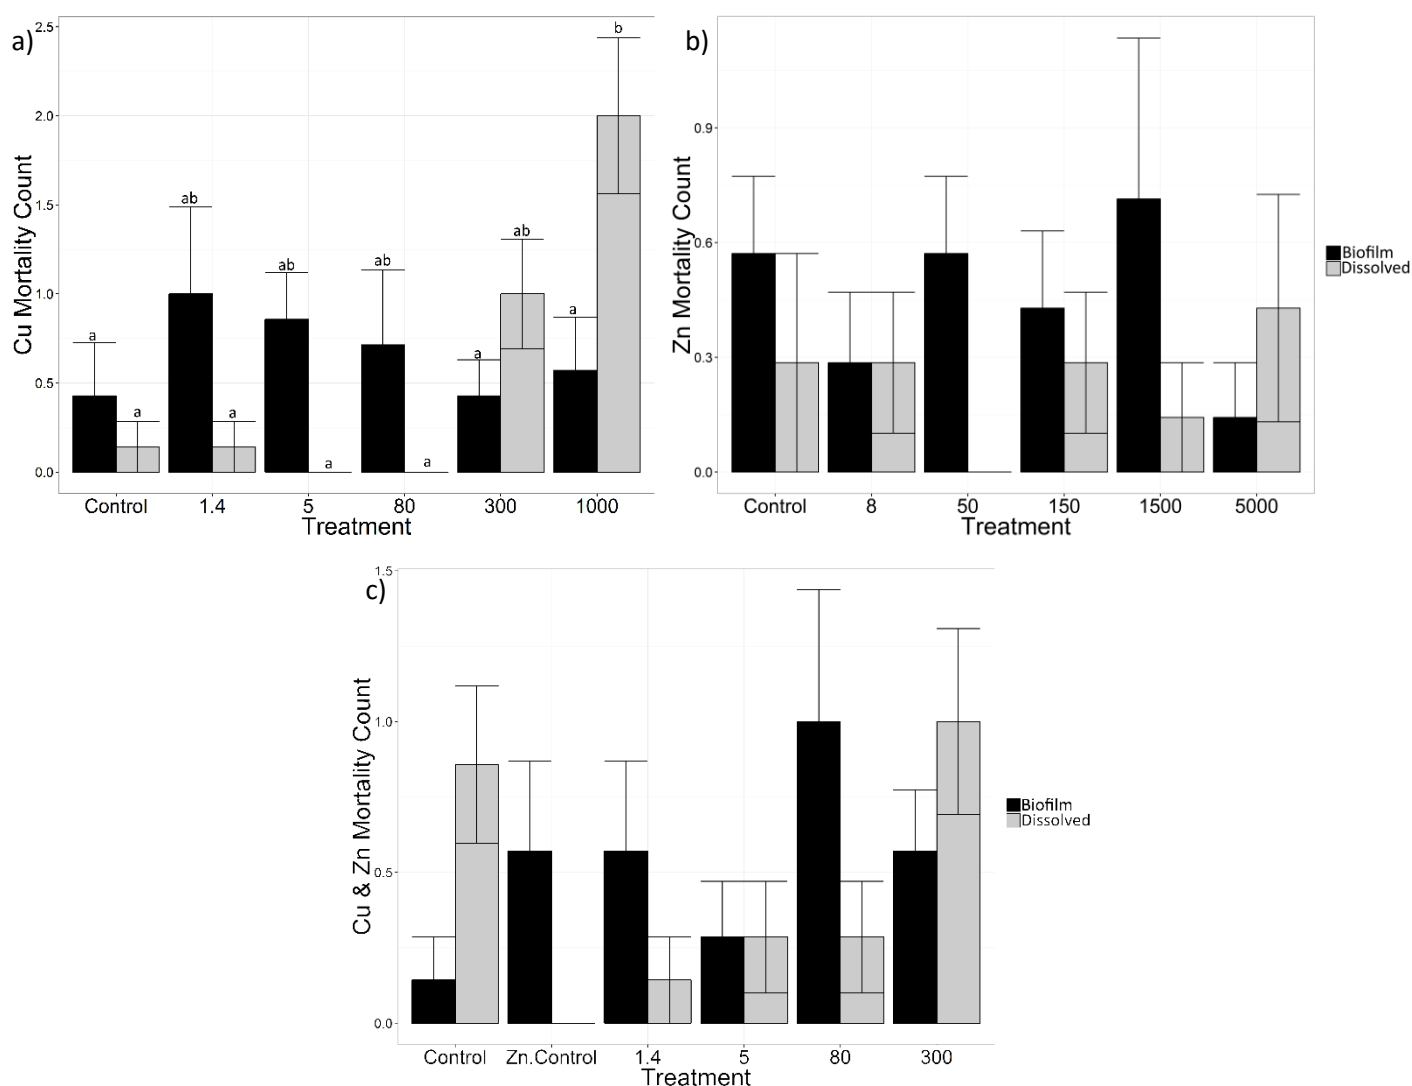 a)
Cu Mortality Count
2.5
2.0
1.5
1.0
0.5
0.0
a
a
ab
a
ab
a
ab
a
a
ab
a
b
Control 1.4 5 80 300 1000
Treatment
b)
Zn Mortality Count
0.9
0.6
0.3
0.0
Control 8 50 150 1500 5000
Treatment
Biofilm
Dissolved
c)
Cu & Zn Mortality Count
1.5
1.0
0.5
0.0
Control Zn.Control 1.4 5 80 300
Treatment
Biofilm
Dissolved